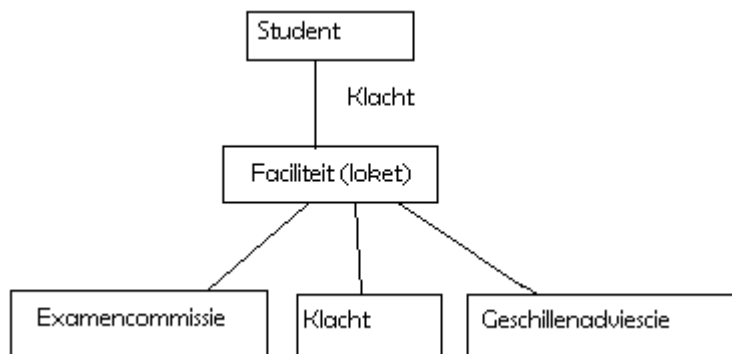 Student
Klacht
Faciliteit (loket)
Examencommissie
Klacht
Geschillenadviescie